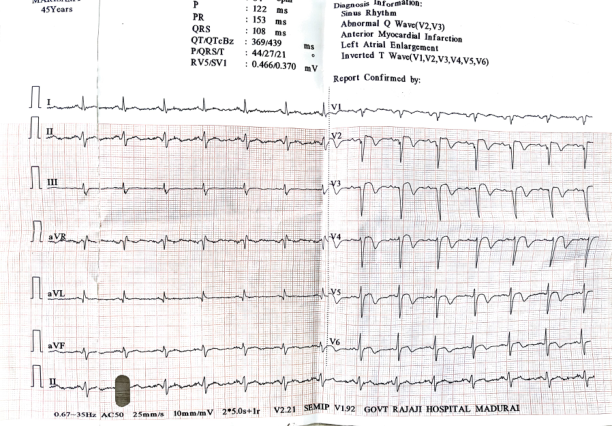 45Years
P : 122 ms
PR : 153 ms
QRS : 108 ms
QT/QTcBz : 369/439 ms
P/QRS/T : 44/27/21 °
RV5/SV1 : 0.466/0.370 mV
Diagnosis Information:
Sinus Rhythm
Abnormal Q Wave(V2,V3)
Anterior Myocardial Infarction
Left Atrial Enlargement
Inverted T Wave(V1,V2,V3,V4,V5,V6)
Report Confirmed by:
I
V1
II
V2
III
V3
aVR
V4
aVL
V5
aVF
V6
II
0.67~35Hz AC50 25mm/s 10mm/mV 2*5.0s+1r V2.21 SEMIP V1.92 GOVT RAJAJI HOSPITAL MADURAI